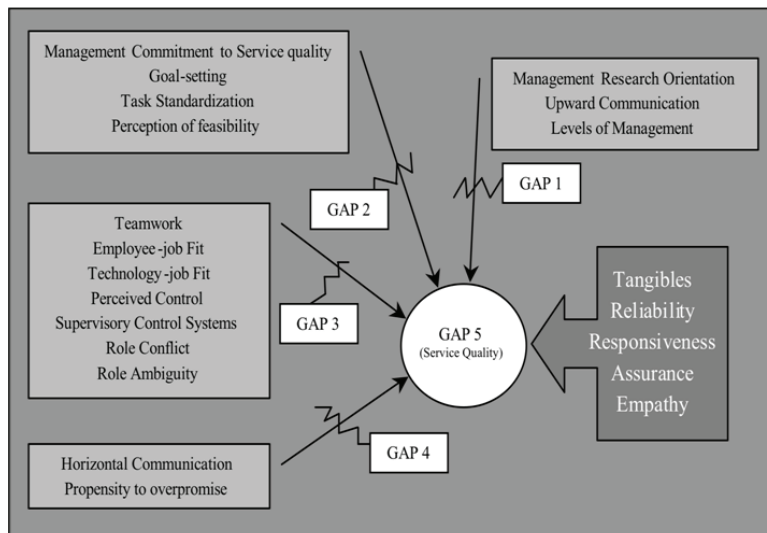 Management Commitment to Service quality
Goal-setting
Task Standardization
Perception of feasibility
Management Research Orientation
Upward Communication
Levels of Management
GAP 1
GAP 2
Teamwork
Employee-job Fit
Technology-job Fit
Perceived Control
Supervisory Control Systems
Role Conflict
Role Ambiguity
GAP 3
GAP 5
(Service Quality)
Tangibles
Reliability
Responsiveness
Assurance
Empathy
Horizontal Communication
Propensity to overpromise
GAP 4